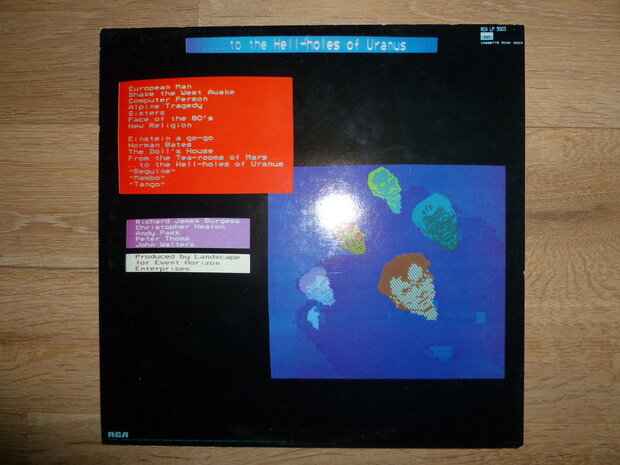 ... to the Hell-holes of Uranus
RCA LP 5003
CASSETTE RCAK 5003
European Man
Shake the West Awake
Computer Person
Alpine Tragedy
Sisters
Face of the 80's
New Religion
Einstein a go-go
Norman Bates
The Doll's House
From the Tea-rooms of Mars
...to the Hell-holes of Uranus
"Beguine"
"Mambo"
"Tango"
Richard James Burgess
Christopher Heaton
Andy Pask
Peter Thoms
John Walters
Produced by Landscape
for Event Horizon
Enterprises
RCA